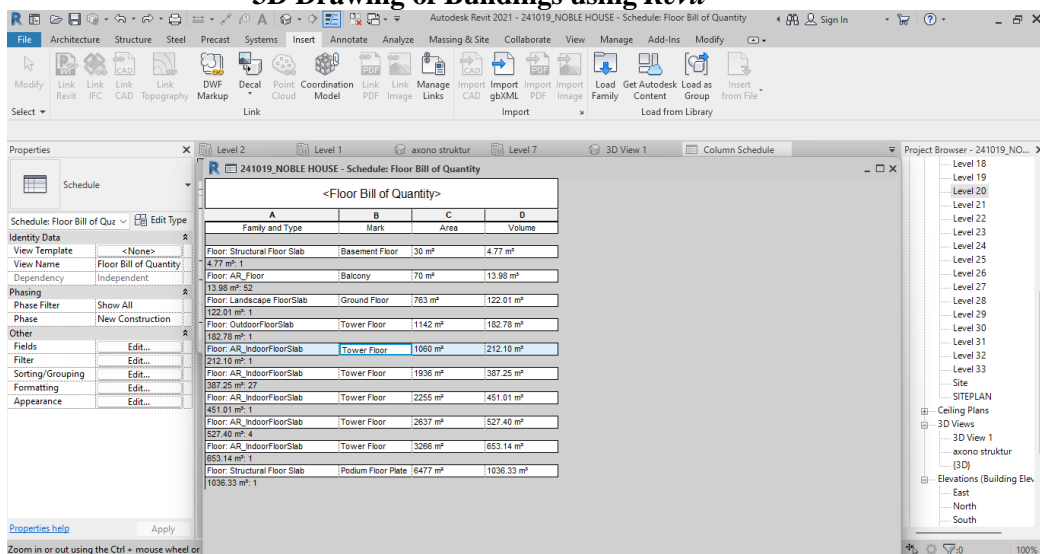 3D Drawing of Buildings using Revit
Autodesk Revit 2021 - 241019_NOBLE HOUSE - Schedule: Floor Bill of Quantity
Sign In
File Architecture Structure Steel Precast Systems Insert Annotate Analyze Massing & Site Collaborate View Manage Add-Ins Modify
Modify Link Revit Link IFC Link CAD Link Topography DWF Markup Decal Point Cloud Coordination Model Link PDF Link Image Manage Links Import CAD Import gbXML Import PDF Import Image Load Family Get Autodesk Content Load as Group Insert from File
Select Link Import Load from Library
Properties
Level 2 Level 1 axono struktur Level 7 3D View 1 Column Schedule
Project Browser - 241019_NO...
Schedule
Schedule: Floor Bill of Qua Edit Type
Identity Data
View Template <None>
View Name Floor Bill of Quantity
Dependency Independent
Phasing
Phase Filter Show All
Phase New Construction
Other
Fields Edit...
Filter Edit...
Sorting/Grouping Edit...
Formatting Edit...
Appearance Edit...
Properties help Apply
241019_NOBLE HOUSE - Schedule: Floor Bill of Quantity
<Floor Bill of Quantity>
A B C D
Family and Type Mark Area Volume
Floor: Structural Floor Slab Basement Floor 30 m² 4.77 m³
4.77 m³: 1
Floor: AR_Floor Balcony 70 m² 13.98 m³
13.98 m³: 52
Floor: Landscape FloorSlab Ground Floor 763 m² 122.01 m³
122.01 m³: 1
Floor: OutdoorFloorSlab Tower Floor 1142 m² 182.78 m³
182.78 m³: 1
Floor: AR_IndoorFloorSlab Tower Floor 1060 m² 212.10 m³
212.10 m³: 1
Floor: AR_IndoorFloorSlab Tower Floor 1936 m² 387.25 m³
387.25 m³: 27
Floor: AR_IndoorFloorSlab Tower Floor 2255 m² 451.01 m³
451.01 m³: 1
Floor: AR_IndoorFloorSlab Tower Floor 2637 m² 527.40 m³
527.40 m³: 4
Floor: AR_IndoorFloorSlab Tower Floor 3266 m² 653.14 m³
653.14 m³: 1
Floor: Structural Floor Slab Podium Floor Plate 6477 m² 1036.33 m³
1036.33 m³: 1
Level 18
Level 19
Level 20
Level 21
Level 22
Level 23
Level 24
Level 25
Level 26
Level 27
Level 28
Level 29
Level 30
Level 31
Level 32
Level 33
Site
SITEPLAN
Ceiling Plans
3D Views
3D View 1
axono struktur
{3D}
Elevations (Building Elev
East
North
South
Zoom in or out using the Ctrl + mouse wheel or
:0 100%